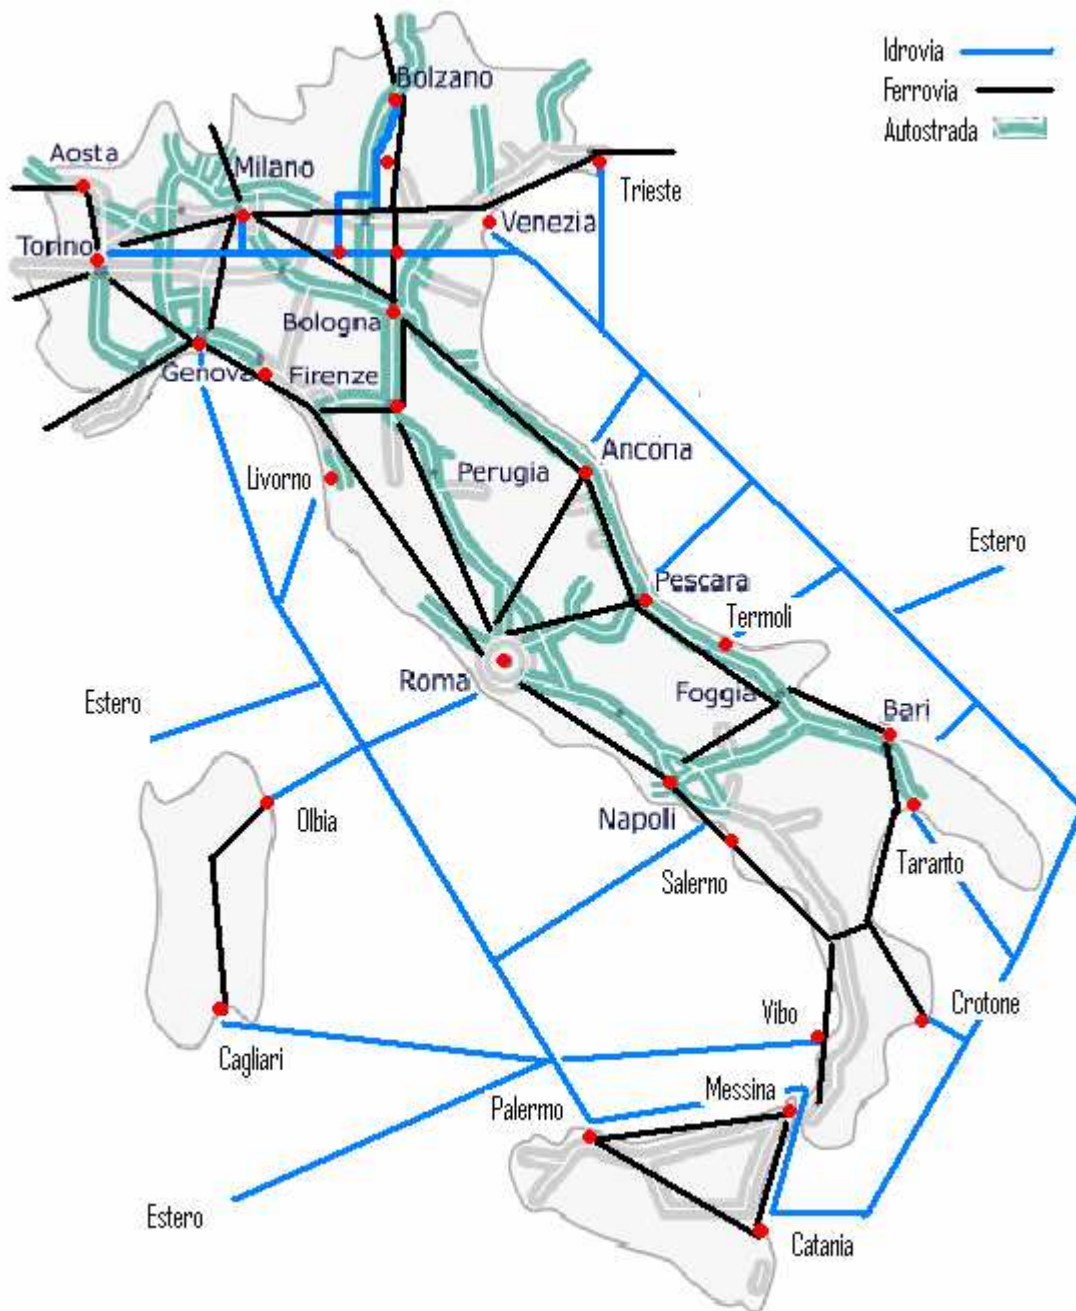 Idrovia
Ferrovia
Autostrada
Bolzano
Aosta
Milano
Trieste
Venezia
Torino
Bologna
Genova
Firenze
Ancona
Perugia
Livorno
Estero
Pescara
Termoli
Roma
Foggia
Estero
Bari
Olbia
Napoli
Taranto
Salerno
Crotone
Vibo
Cagliari
Messina
Palermo
Estero
Catania